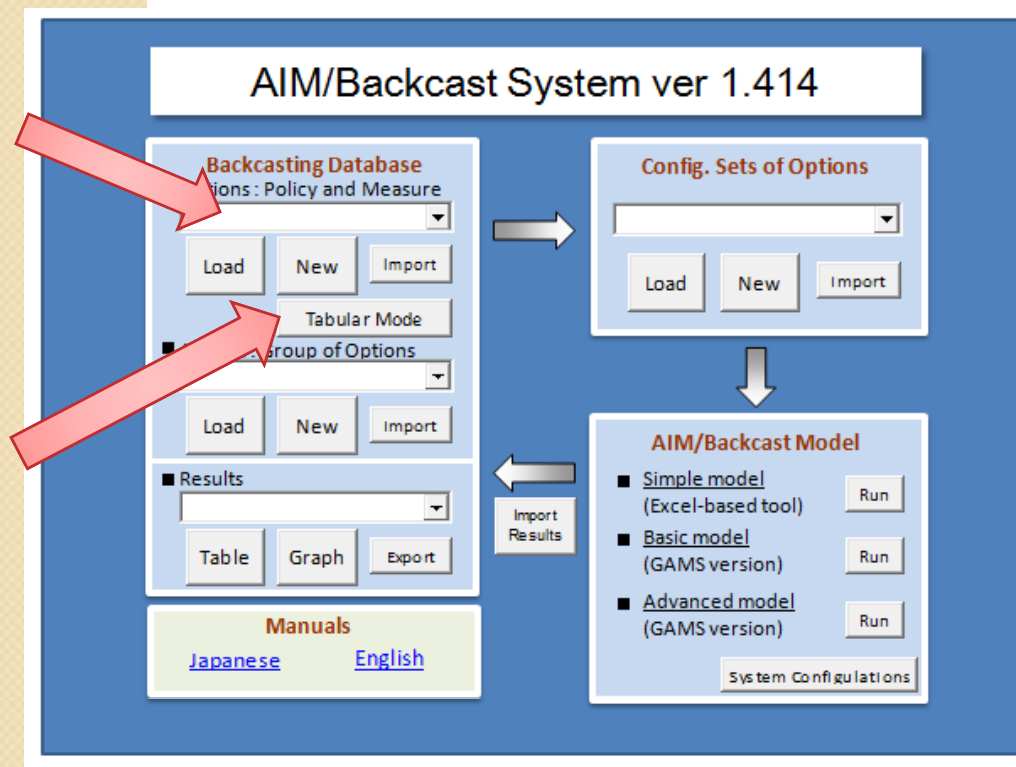 AIM/Backcast System ver 1.414
Backcasting Database
: Policy and Measure
Load
New
Import
Tabular Mode
■ : Group of Options
Load
New
Import
■ Results
Table
Graph
Export
Manuals
Japanese
English
Import
Results
Config. Sets of Options
Load
New
Import
AIM/Backcast Model
■ Simple model
(Excel-based tool)
Run
■ Basic model
(GAMS version)
Run
■ Advanced model
(GAMS version)
Run
System Configulations